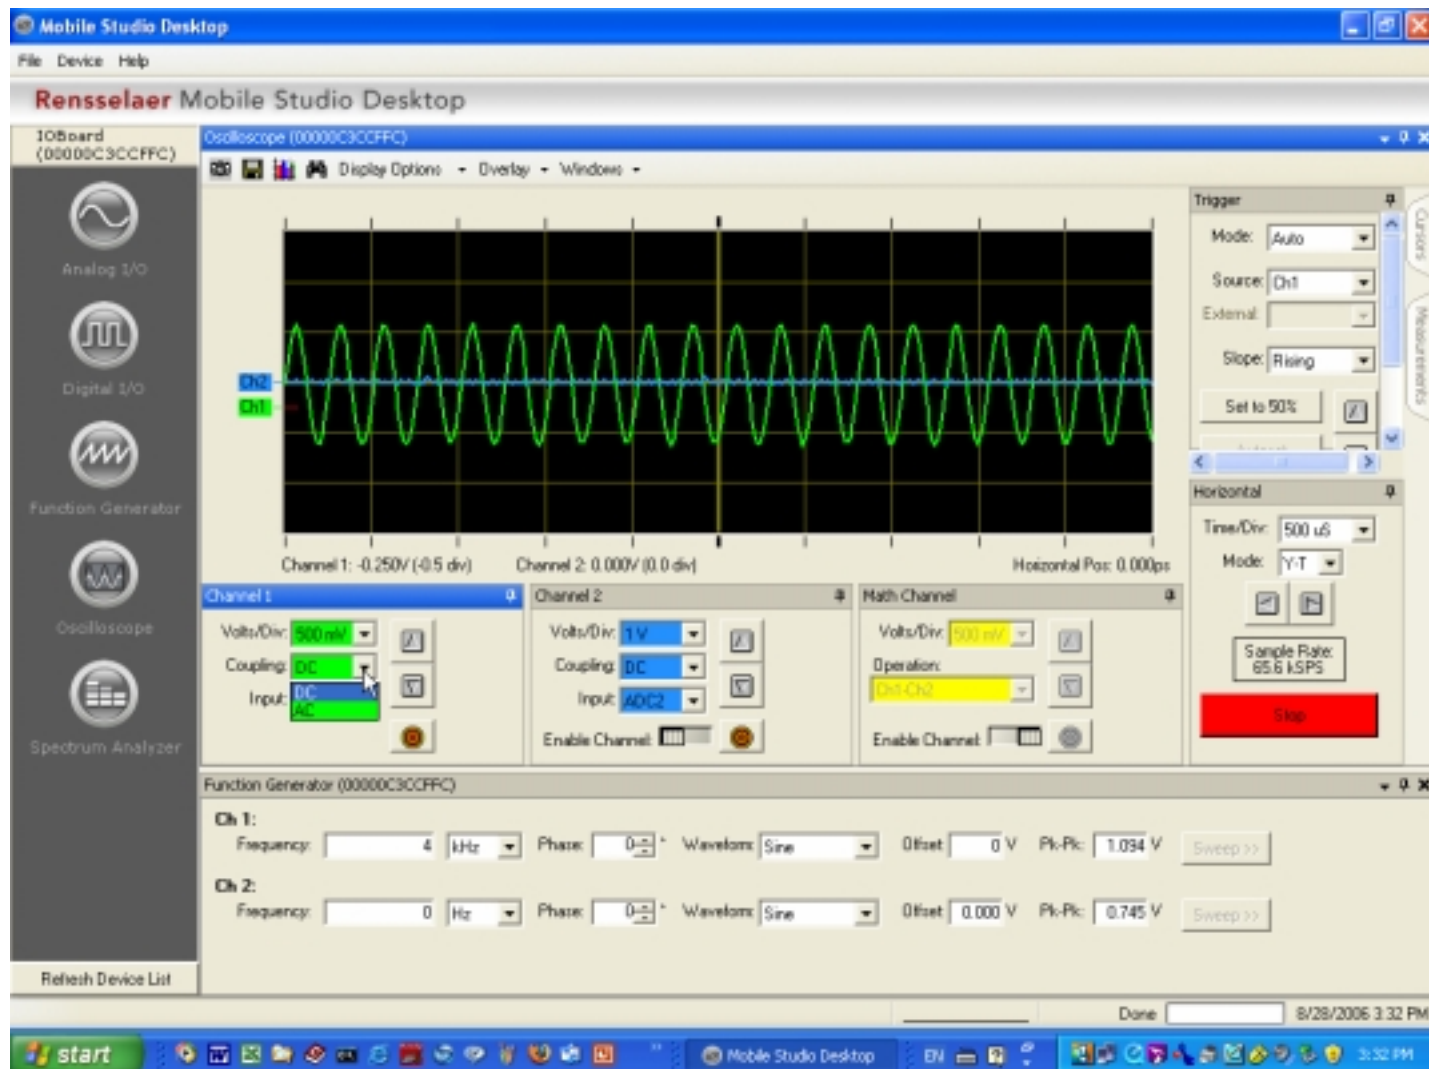 Mobile Studio Desktop
File Device Help
Rensselaer Mobile Studio Desktop
IOBoard
(00000C3CCFFC)
Analog I/O
Digital I/O
Function Generator
Oscilloscope
Spectrum Analyzer
Refresh Device List
Oscilloscope (00000C3CCFFC)
Display Options Overlay Windows
Ch2
Ch1
Channel 1: -0.250V (-0.5 div) Channel 2: 0.000V (0.0 div) Horizontal Pos: 0.000ps
Trigger
Mode: Auto
Source: Ch1
External:
Slope: Rising
Set to 50%
Cursors
Measurements
Horizontal
Time/Div: 500 uS
Mode: Y-T
Sample Rate:
65.6 kSPS
Stop
Channel 1
Volts/Div: 500 mV
Coupling: DC
DC
AC
Input:
Channel 2
Volts/Div: 1 V
Coupling: DC
Input: ADC2
Enable Channel:
Math Channel
Volts/Div: 500 mV
Operation:
Ch1-Ch2
Enable Channel:
Function Generator (00000C3CCFFC)
Ch 1:
Frequency: 4 kHz Phase: 0 ° Waveform: Sine Offset: 0 V Pk-Pk: 1.094 V Sweep >>
Ch 2:
Frequency: 0 Hz Phase: 0 ° Waveform: Sine Offset: 0.000 V Pk-Pk: 0.745 V Sweep >>
Done 8/28/2006 3:32 PM
start Mobile Studio Desktop EN 3:32 PM